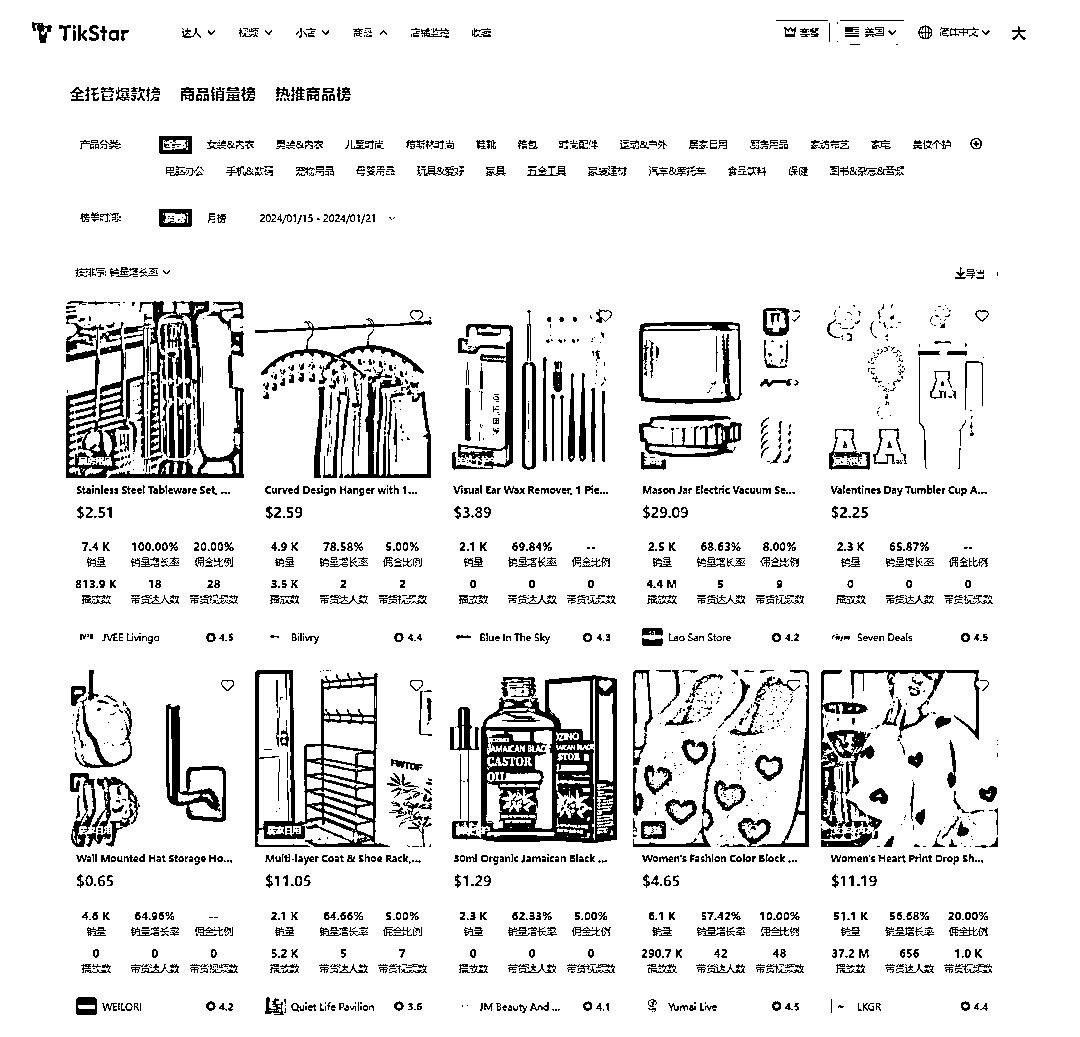 TikStar 达人 视频 小店 商品 店铺监控 收藏 套餐 美国 简体中文 大
全托管爆款榜 商品销量榜 热推商品榜
产品分类: 全部 女装&内衣 男装&内衣 儿童时尚 穆斯林时尚 鞋靴 箱包 时尚配件 运动&户外 居家日用 厨房用品 家纺布艺 家电 美妆个护
电脑办公 手机&数码 宠物用品 母婴用品 玩具&爱好 家具 五金工具 家装建材 汽车&摩托车 食品饮料 保健 图书&杂志&音频
榜单时间: 周榜 月榜 2024/01/15 - 2024/01/21
按排序: 销量增长率 导出
Stainless Steel Tableware Set, ... Curved Design Hanger with 1... Visual Ear Wax Remover, 1 Pie... Mason Jar Electric Vacuum Se... Valentines Day Tumbler Cup A...
$2.51 $2.59 $3.89 $29.09 $2.25
7.4 K 100.00% 20.00% 4.9 K 78.58% 5.00% 2.1 K 69.84% -- 2.5 K 68.63% 8.00% 2.3 K 65.87% --
销量 销量增长率 佣金比例 销量 销量增长率 佣金比例 销量 销量增长率 佣金比例 销量 销量增长率 佣金比例 销量 销量增长率 佣金比例
813.9 K 18 28 3.5 K 2 2 0 0 0 4.4 M 5 9 0 0 0
播放数 带货达人数 带货视频数 播放数 带货达人数 带货视频数 播放数 带货达人数 带货视频数 播放数 带货达人数 带货视频数 播放数 带货达人数 带货视频数
JVEE Livingo 4.5 Bilivry 4.4 Blue In The Sky 4.3 Lao San Store 4.2 Seven Deals 4.5
JAMAICAN BLACK
CASTOR
OIL
FWTOF
居家日用 居家日用
Wall Mounted Hat Storage Ho... Multi-layer Coat & Shoe Rack,... 30ml Organic Jamaican Black ... Women's Fashion Color Block ... Women's Heart Print Drop Sh...
$0.65 $11.05 $1.29 $4.65 $11.19
4.6 K 64.96% -- 2.1 K 64.66% 5.00% 2.3 K 62.33% 5.00% 6.1 K 57.42% 10.00% 51.1 K 56.68% 20.00%
销量 销量增长率 佣金比例 销量 销量增长率 佣金比例 销量 销量增长率 佣金比例 销量 销量增长率 佣金比例 销量 销量增长率 佣金比例
0 0 0 5.2 K 5 7 0 0 0 290.7 K 42 48 37.2 M 656 1.0 K
播放数 带货达人数 带货视频数 播放数 带货达人数 带货视频数 播放数 带货达人数 带货视频数 播放数 带货达人数 带货视频数 播放数 带货达人数 带货视频数
WEILORI 4.2 Quiet Life Pavilion 3.6 JM Beauty And ... 4.1 Yumai Live 4.5 LKGR 4.4